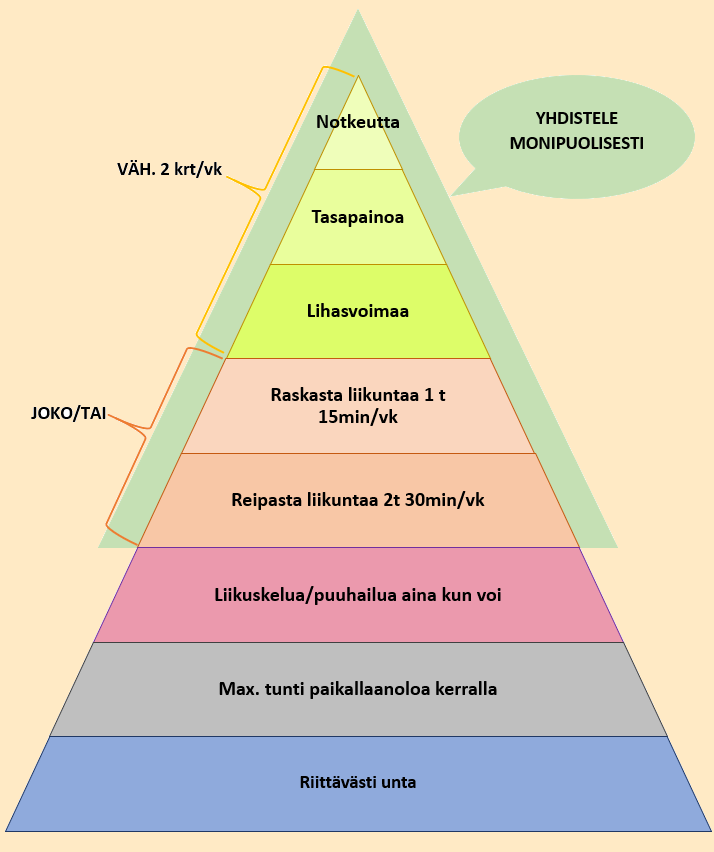 Notkeutta
YHDISTELE
MONIPUOLISESTI
VÄH. 2 krt/vk
Tasapainoa
Lihasvoimaa
Raskasta liikuntaa 1 t
15min/vk
JOKO/TAI
Reipasta liikuntaa 2t 30min/vk
Liikuskelua/puuhailua aina kun voi
Max. tunti paikallaanoloa kerralla
Riittävästi unta